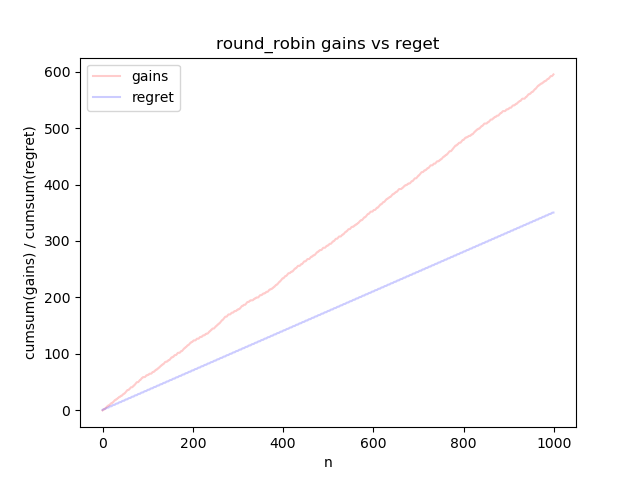 round_robin gains vs reget
gains
regret
cumsum(gains) / cumsum(regret)
600
500
400
300
200
100
0
0 200 400 600 800 1000
n